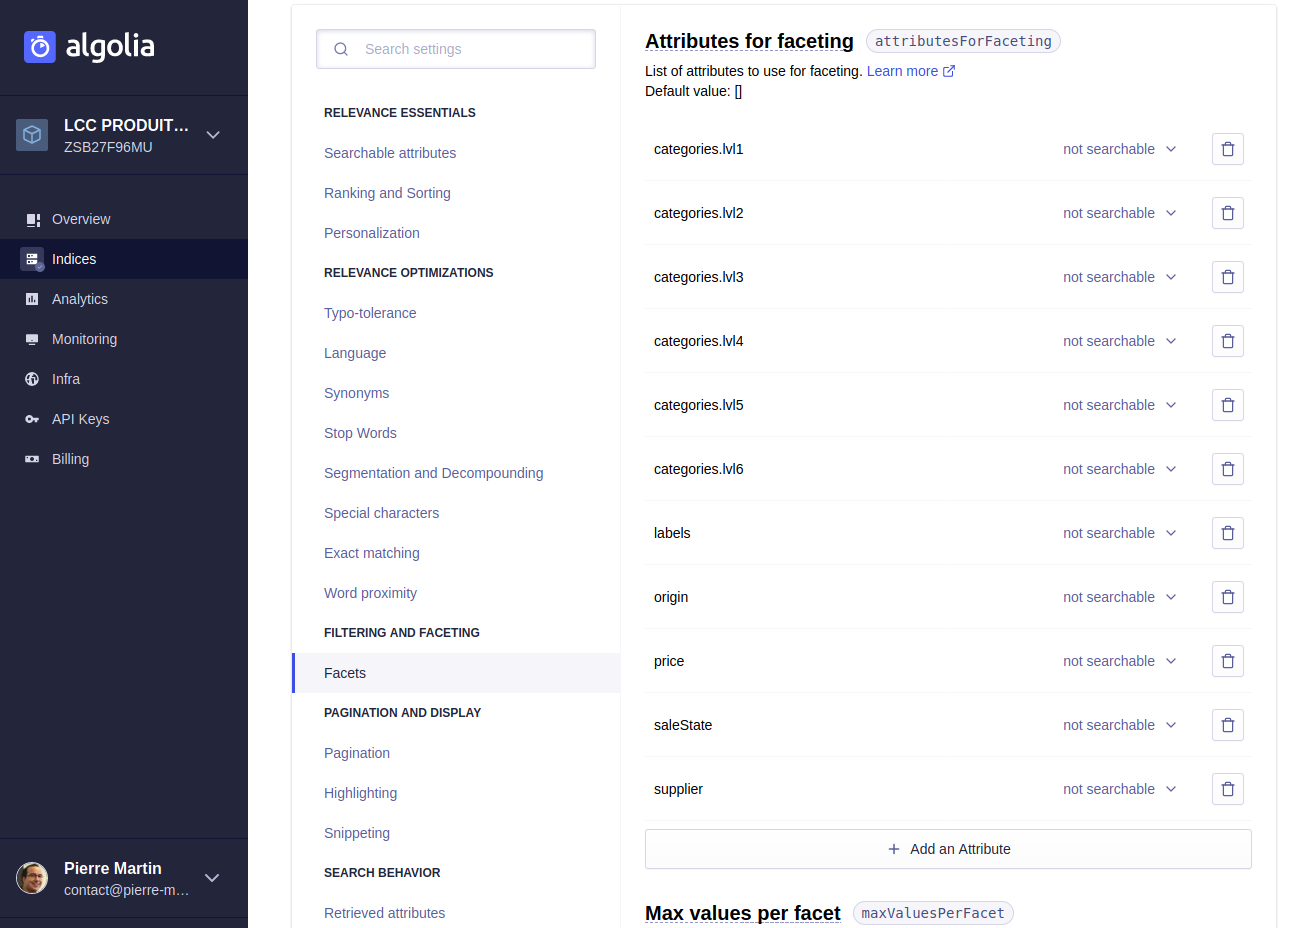 algolia
LCC PRODUIT...
ZSB27F96MU
Overview
Indices
Analytics
Monitoring
Infra
API Keys
Billing
Pierre Martin
contact@pierre-m...
Search settings
RELEVANCE ESSENTIALS
Searchable attributes
Ranking and Sorting
Personalization
RELEVANCE OPTIMIZATIONS
Typo-tolerance
Language
Synonyms
Stop Words
Segmentation and Decompounding
Special characters
Exact matching
Word proximity
FILTERING AND FACETING
Facets
PAGINATION AND DISPLAY
Pagination
Highlighting
Snippeting
SEARCH BEHAVIOR
Retrieved attributes
Attributes for faceting attributesForFaceting
List of attributes to use for faceting. Learn more
Default value: []
categories.lvl1 not searchable
categories.lvl2 not searchable
categories.lvl3 not searchable
categories.lvl4 not searchable
categories.lvl5 not searchable
categories.lvl6 not searchable
labels not searchable
origin not searchable
price not searchable
saleState not searchable
supplier not searchable
+ Add an Attribute
Max values per facet maxValuesPerFacet